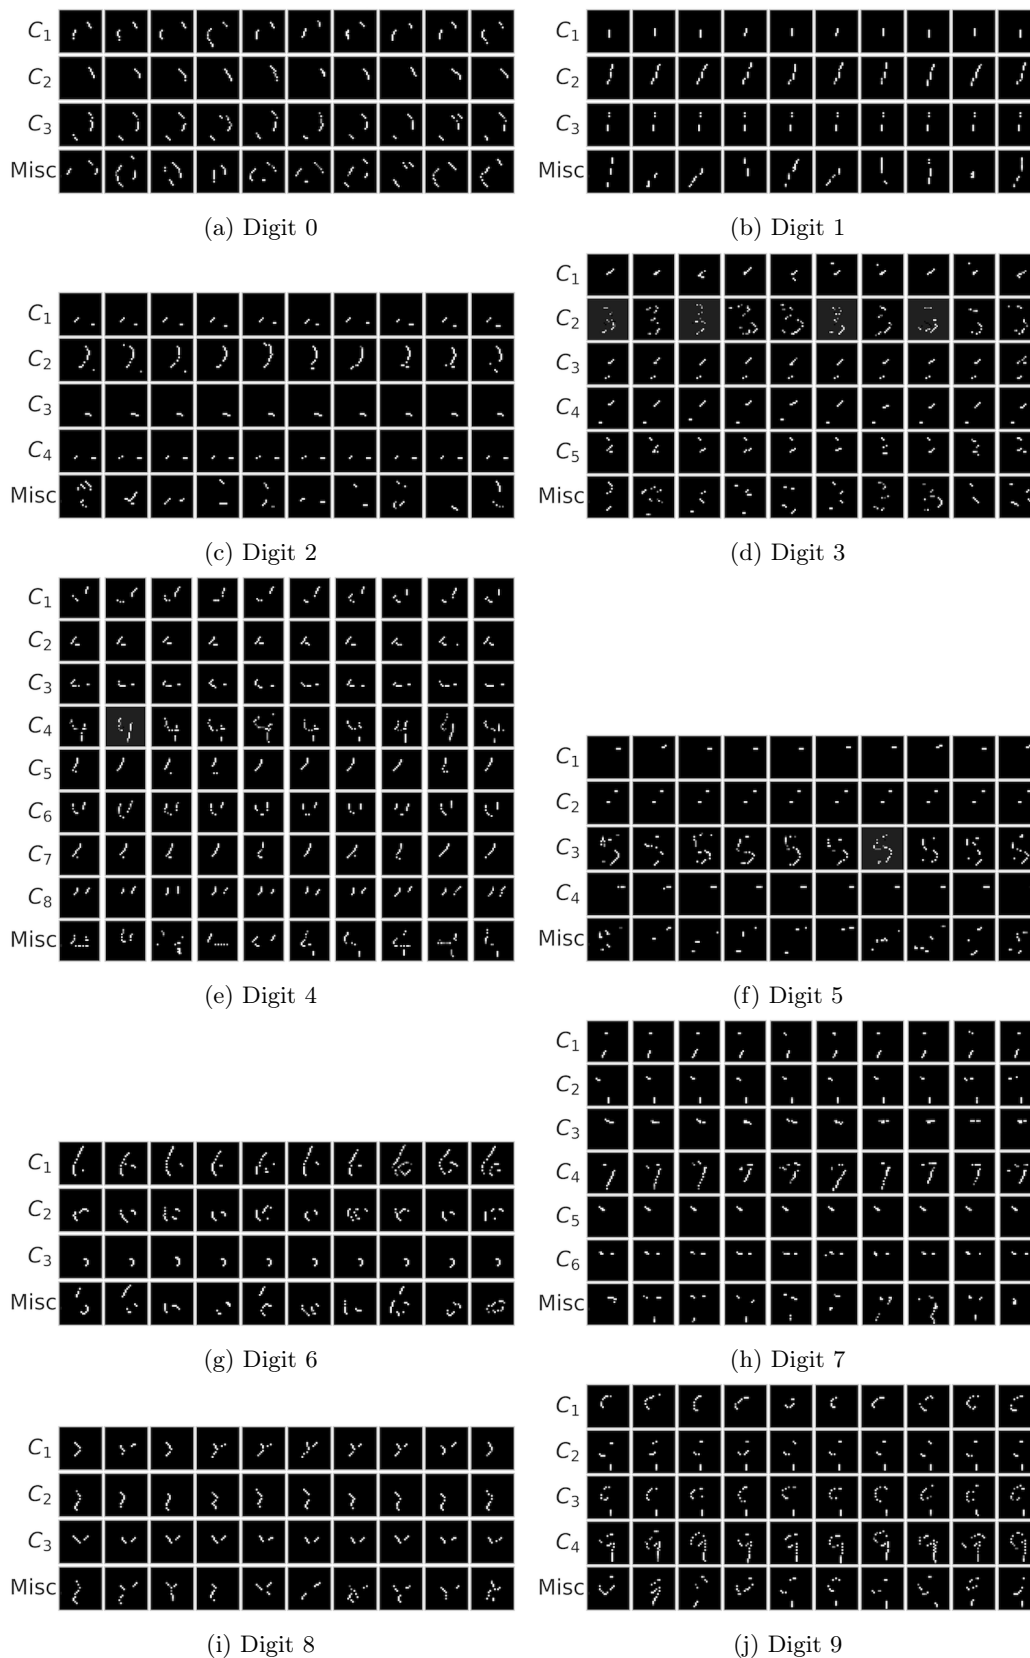 C1
C2
C3
Misc
(a) Digit 0
C1
C2
C3
Misc
(b) Digit 1
C1
C2
C3
C4
Misc
(c) Digit 2
C1
C2
C3
C4
C5
Misc
(d) Digit 3
C1
C2
C3
C4
C5
C6
C7
C8
Misc
(e) Digit 4
C1
C2
C3
C4
Misc
(f) Digit 5
C1
C2
C3
Misc
(g) Digit 6
C1
C2
C3
C4
C5
C6
Misc
(h) Digit 7
C1
C2
C3
Misc
(i) Digit 8
C1
C2
C3
C4
Misc
(j) Digit 9